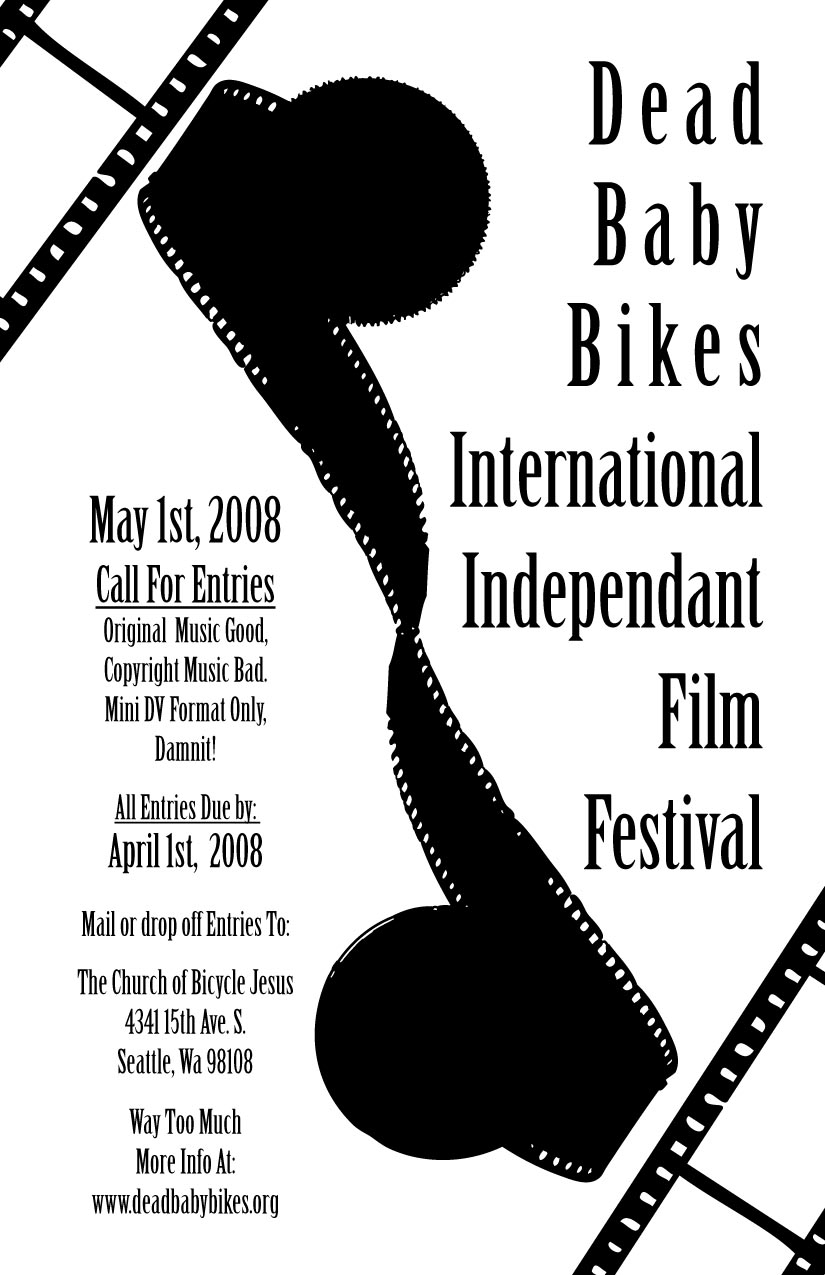 Dead
Baby
Bikes
International
Independant
Film
Festival
May 1st, 2008
Call For Entries
Original Music Good,
Copyright Music Bad.
Mini DV Format Only,
Damnit!
All Entries Due by:
April 1st, 2008
Mail or drop off Entries To:
The Church of Bicycle Jesus
4341 15th Ave. S.
Seattle, Wa 98108
Way Too Much
More Info At:
www.deadbabybikes.org